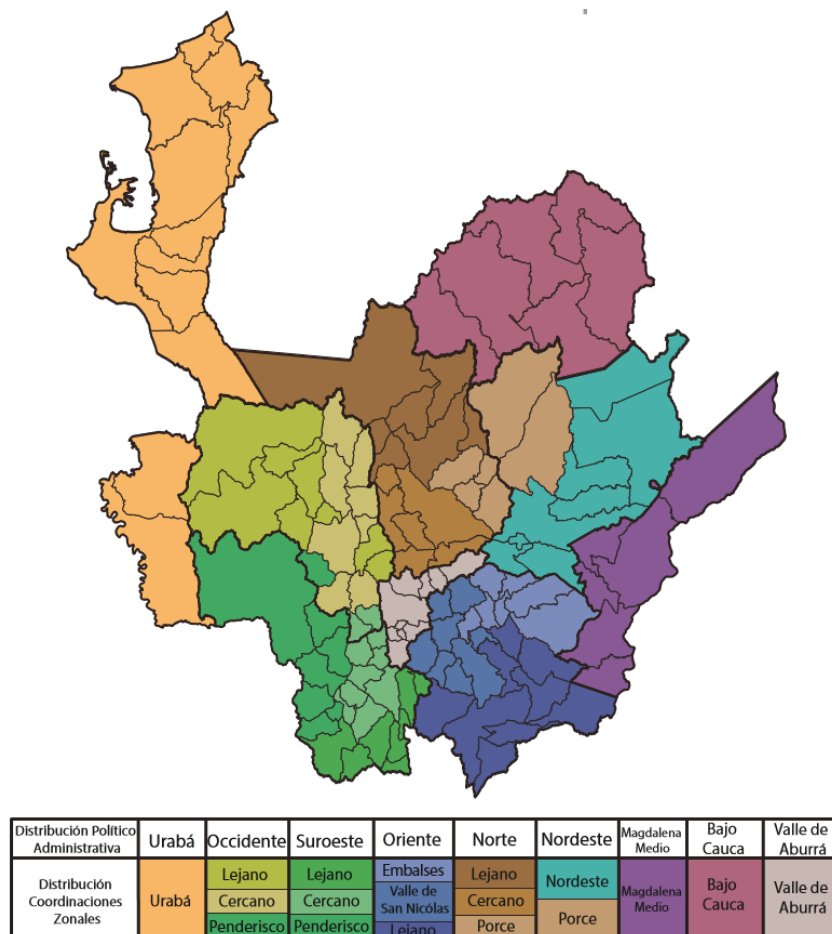 Distribución Político Administrativa
Urabá
Occidente
Suroeste
Oriente
Norte
Nordeste
Magdalena Medio
Bajo Cauca
Valle de Aburrá
Distribución Coordinaciones Zonales
Urabá
Lejano
Cercano
Penderisco
Lejano
Cercano
Penderisco
Embalses
Valle de San Nicólas
Lejano
Lejano
Cercano
Porce
Nordeste
Porce
Magdalena Medio
Bajo Cauca
Valle de Aburrá